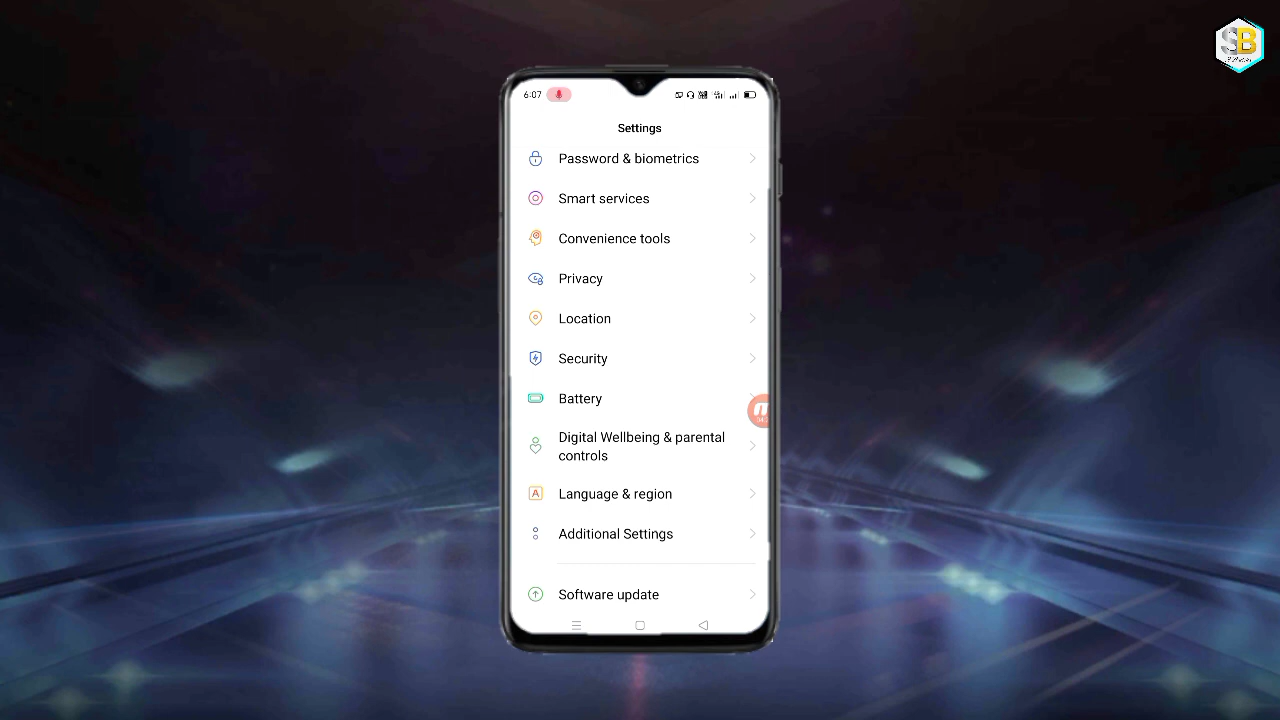 SB
6:07
Settings
Password & biometrics
Smart services
Convenience tools
Privacy
Location
Security
Battery
Digital Wellbeing & parental
controls
Language & region
A
Additional Settings
Software update